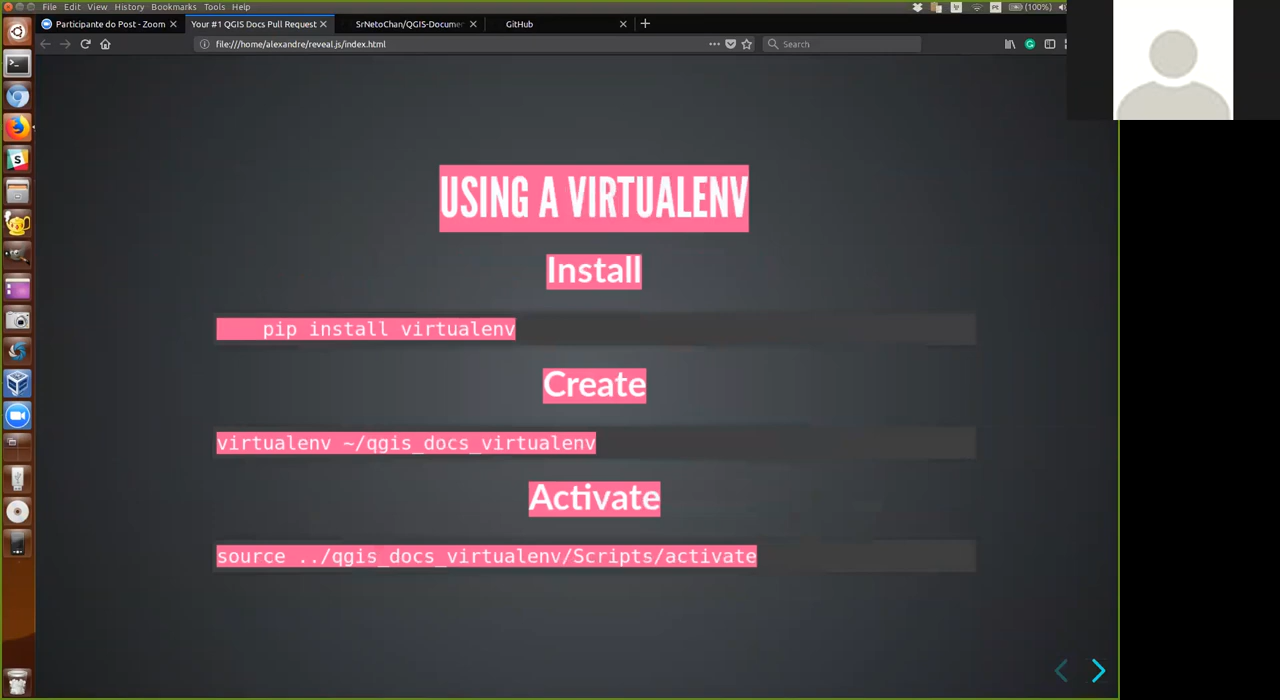 File Edit View History Bookmarks Tools Help
(100%)
Participante do Post - Zoom
Your #1 QGIS Docs Pull Request
SrNetoChan/QGIS-Documen
GitHub
file:///home/alexandre/reveal.js/index.html
Search
USING A VIRTUALENV
Install
pip install virtualenv
Create
virtualenv ~/qgis_docs_virtualenv
Activate
source ../qgis_docs_virtualenv/Scripts/activate